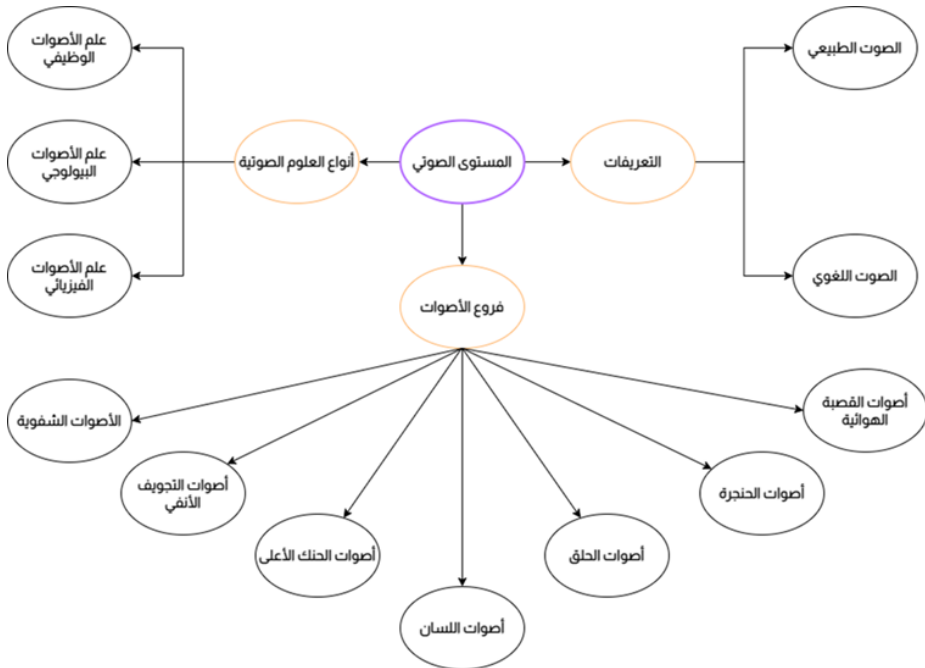 المستوى الصوتي
التعريفات
الصوت الطبيعي
الصوت اللغوي
أنواع العلوم الصوتية
علم الأصوات
الوظيفي
علم الأصوات
البيولوجي
علم الأصوات
الفيزيائي
فروع الأصوات
أصوات القصبة
الهوائية
أصوات الحنجرة
أصوات الحلق
أصوات اللسان
أصوات الحنك الأعلى
أصوات التجويف
الأنفي
الأصوات الشفوية